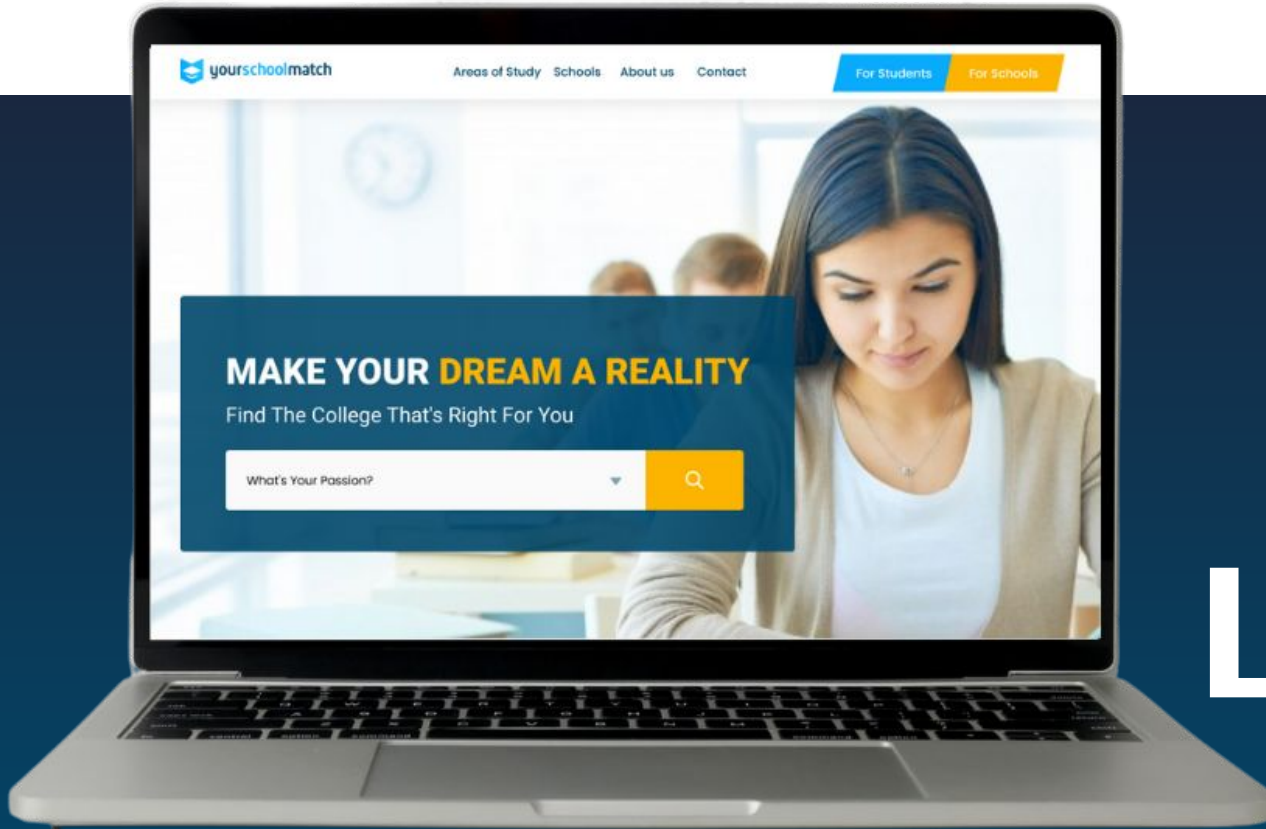 yourschoolmatch
Areas of Study Schools About us Contact
For Students For Schools
MAKE YOUR DREAM A REALITY
Find The College That's Right For You
What's Your Passion?
L